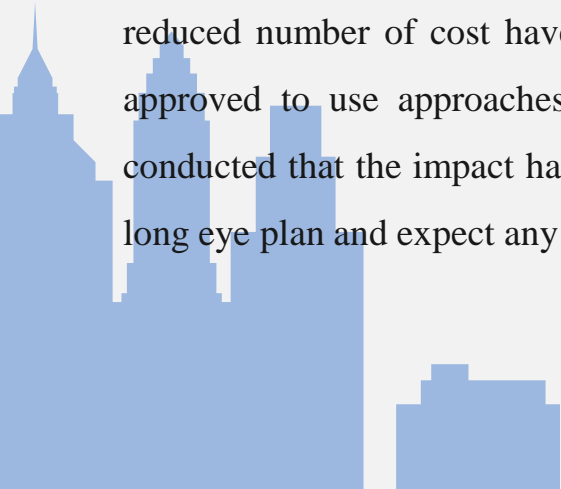 reduced number of cost have
approved to use approaches
conducted that the impact ha
long eye plan and expect any